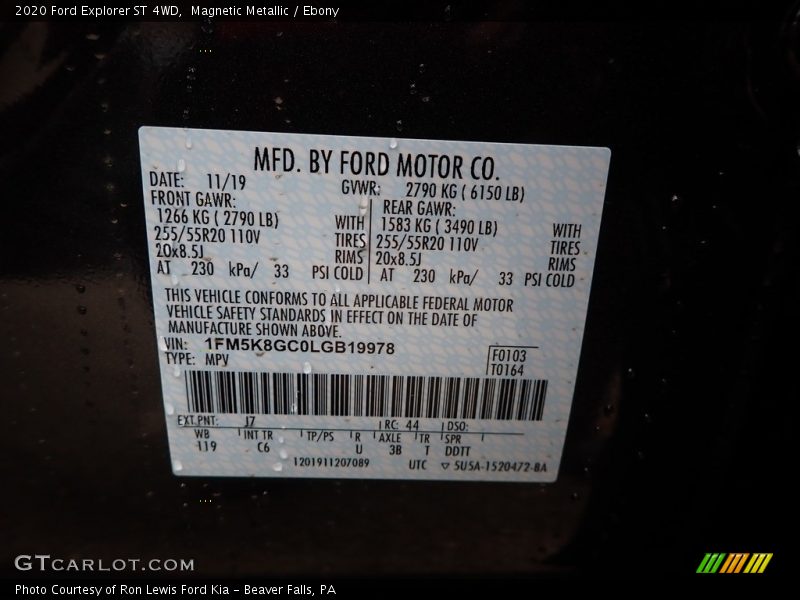 2020 Ford Explorer ST 4WD, Magnetic Metallic / Ebony
MFD. BY FORD MOTOR CO.
DATE: 11/19 GVWR: 2790 KG ( 6150 LB)
FRONT GAWR: REAR GAWR:
1266 KG ( 2790 LB) WITH 1583 KG ( 3490 LB) WITH
255/55R20 110V TIRES 255/55R20 110V TIRES
20x8.5J RIMS 20x8.5J RIMS
AT 230 kPa/ 33 PSI COLD AT 230 kPa/ 33 PSI COLD
THIS VEHICLE CONFORMS TO ALL APPLICABLE FEDERAL MOTOR
VEHICLE SAFETY STANDARDS IN EFFECT ON THE DATE OF
MANUFACTURE SHOWN ABOVE.
VIN: 1FM5K8GC0LGB19978
TYPE: MPV
F0103
T0164
EXT PNT: J7 RC: 44 DSO:
WB INT TR TP/PS R AXLE TR SPR
119 C6 U 3B T DDTT
1201911207089 UTC ▽ 5U5A-1520472-BA
GTCARLOT.COM
Photo Courtesy of Ron Lewis Ford Kia - Beaver Falls, PA